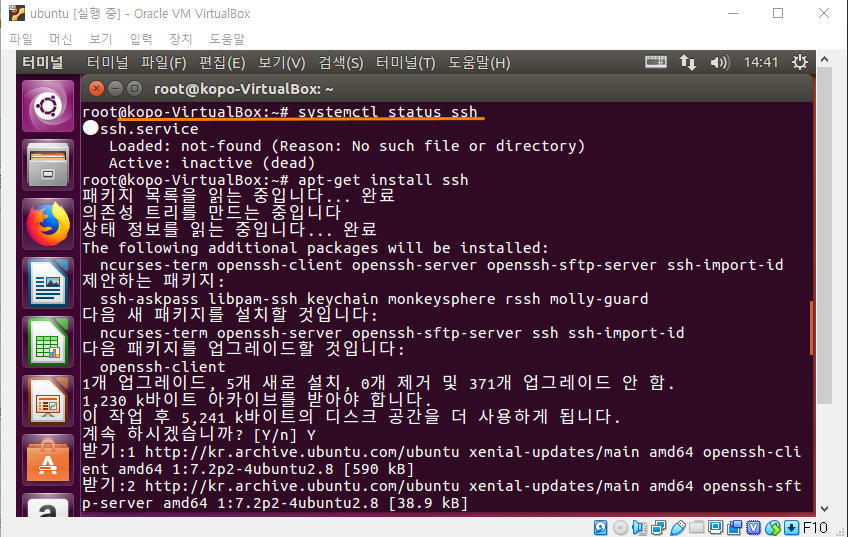 ubuntu [실행 중] - Oracle VM VirtualBox
파일 머신 보기 입력 장치 도움말
터미널 터미널 파일(F) 편집(E) 보기(V) 검색(S) 터미널(T) 도움말(H) 14:41
root@kopo-VirtualBox: ~
root@kopo-VirtualBox:~# systemctl status ssh
●ssh.service
Loaded: not-found (Reason: No such file or directory)
Active: inactive (dead)
root@kopo-VirtualBox:~# apt-get install ssh
패키지 목록을 읽는 중입니다... 완료
의존성 트리를 만드는 중입니다
상태 정보를 읽는 중입니다... 완료
The following additional packages will be installed:
ncurses-term openssh-client openssh-server openssh-sftp-server ssh-import-id
제안하는 패키지:
ssh-askpass libpam-ssh keychain monkeysphere rssh molly-guard
다음 새 패키지를 설치할 것입니다:
ncurses-term openssh-server openssh-sftp-server ssh ssh-import-id
다음 패키지를 업그레이드할 것입니다:
openssh-client
1개 업그레이드, 5개 새로 설치, 0개 제거 및 371개 업그레이드 안 함.
1,230 k바이트 아카이브를 받아야 합니다.
이 작업 후 5,241 k바이트의 디스크 공간을 더 사용하게 됩니다.
계속 하시겠습니까? [Y/n] Y
받기:1 http://kr.archive.ubuntu.com/ubuntu xenial-updates/main amd64 openssh-cli
ent amd64 1:7.2p2-4ubuntu2.8 [590 kB]
받기:2 http://kr.archive.ubuntu.com/ubuntu xenial-updates/main amd64 openssh-sft
p-server amd64 1:7.2p2-4ubuntu2.8 [38.9 kB]
F10